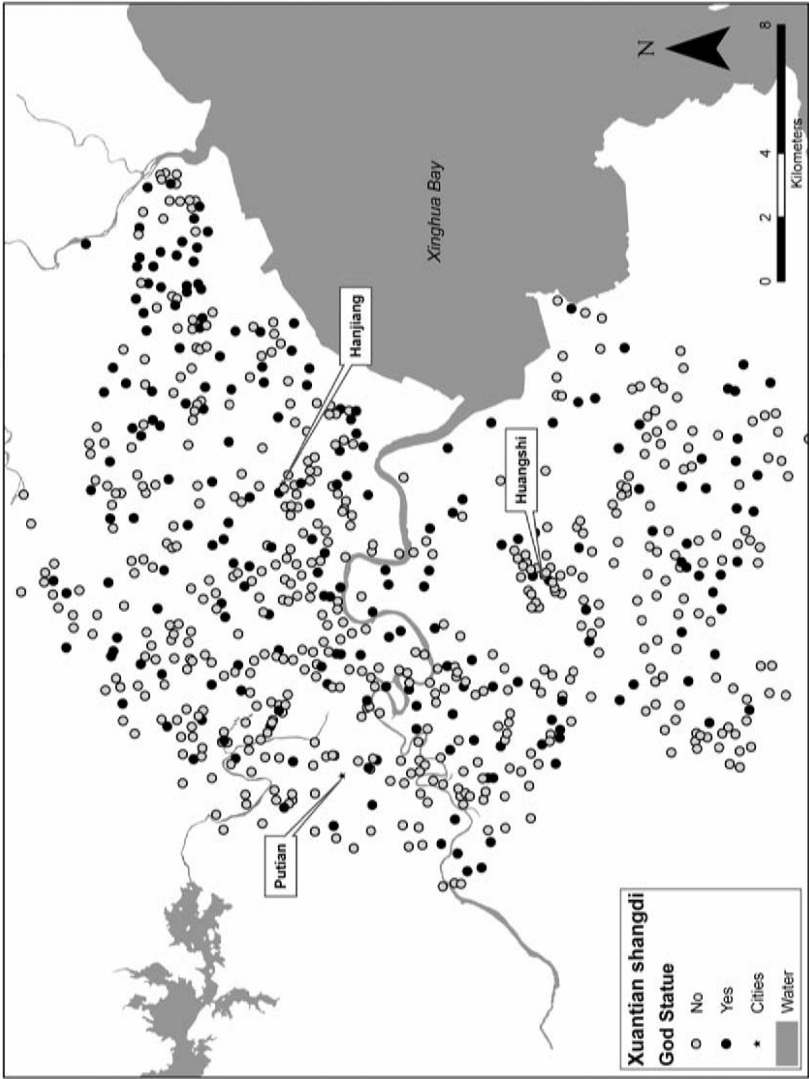 Xinghua Bay
N
Hanjiang
Huangshi
Putian
Xuantian shangdi
God Statue
No
Yes
Cities
Water
0 2 4 8
Kilometers